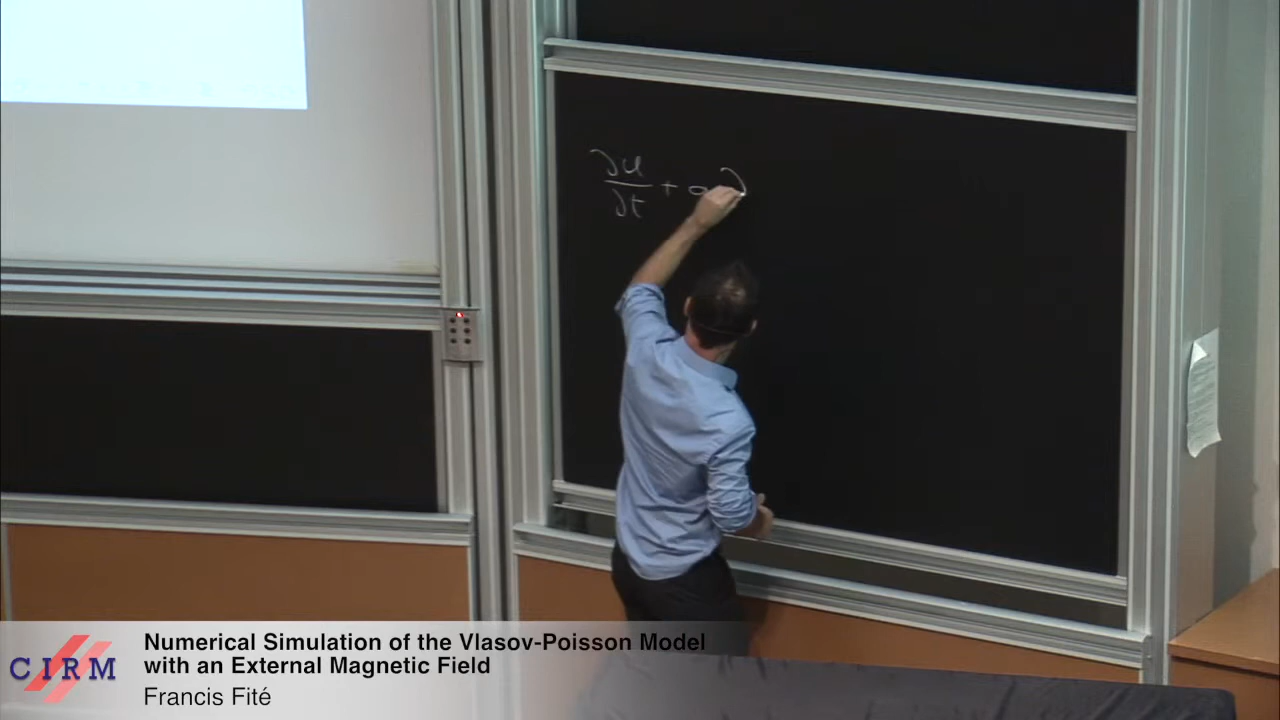 ∂u/∂t + a ∂
CIRM
Numerical Simulation of the Vlasov-Poisson Model
with an External Magnetic Field
Francis Fité